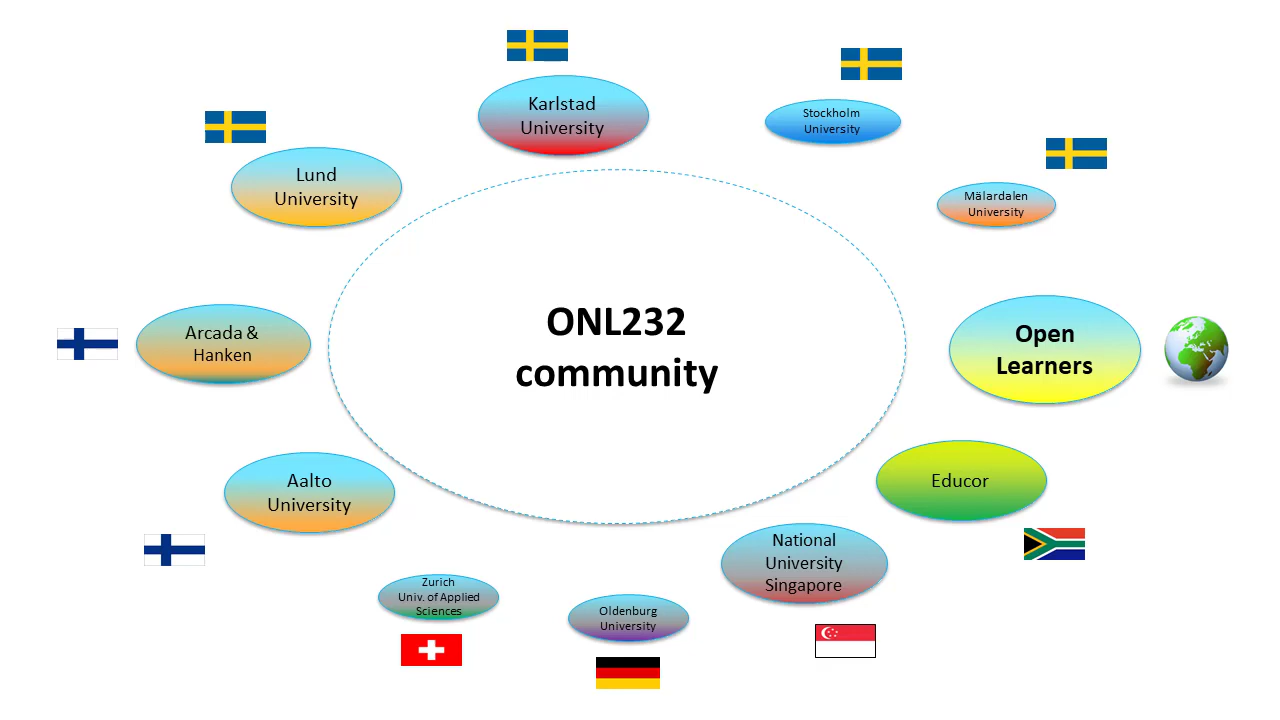 Karlstad
University
Stockholm
University
Lund
University
Mälardalen
University
ONL232
community
Arcada &
Hanken
Open
Learners
Aalto
University
Educor
National
University
Singapore
Zurich
Univ. of Applied
Sciences
Oldenburg
University